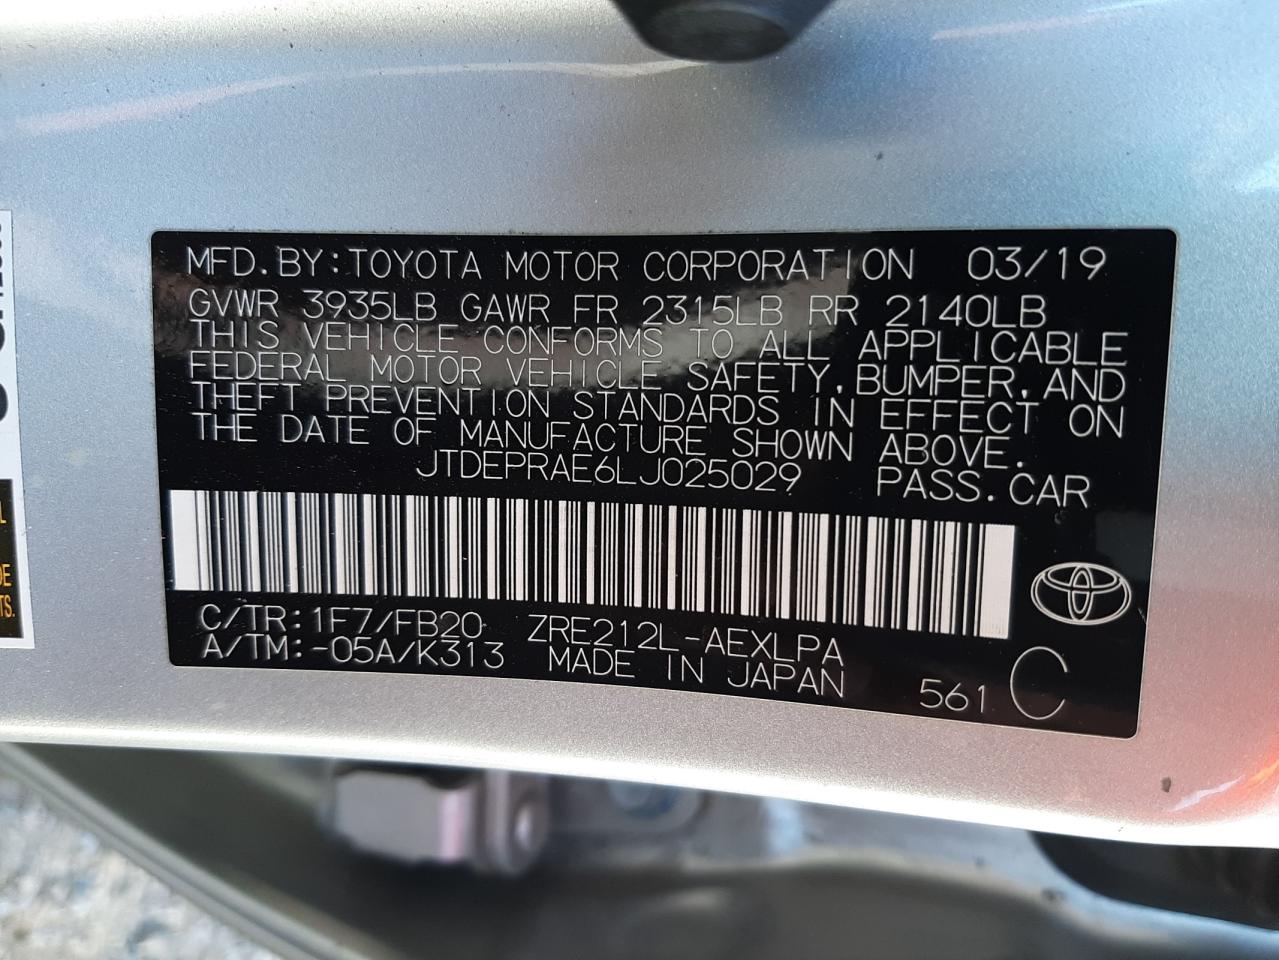 MFD.BY:TOYOTA MOTOR CORPORATION 03/19
GVWR 3935LB GAWR FR 2315LB RR 2140LB
THIS VEHICLE CONFORMS TO ALL APPLICABLE
FEDERAL MOTOR VEHICLE SAFETY,BUMPER,AND
THEFT PREVENTION STANDARDS IN EFFECT ON
THE DATE OF MANUFACTURE SHOWN ABOVE.
JTDEPRAE6LJ025029 PASS.CAR
C/TR:1F7/FB20 ZRE212L-AEXLPA
A/TM:-05A/K313 MADE IN JAPAN 561 C